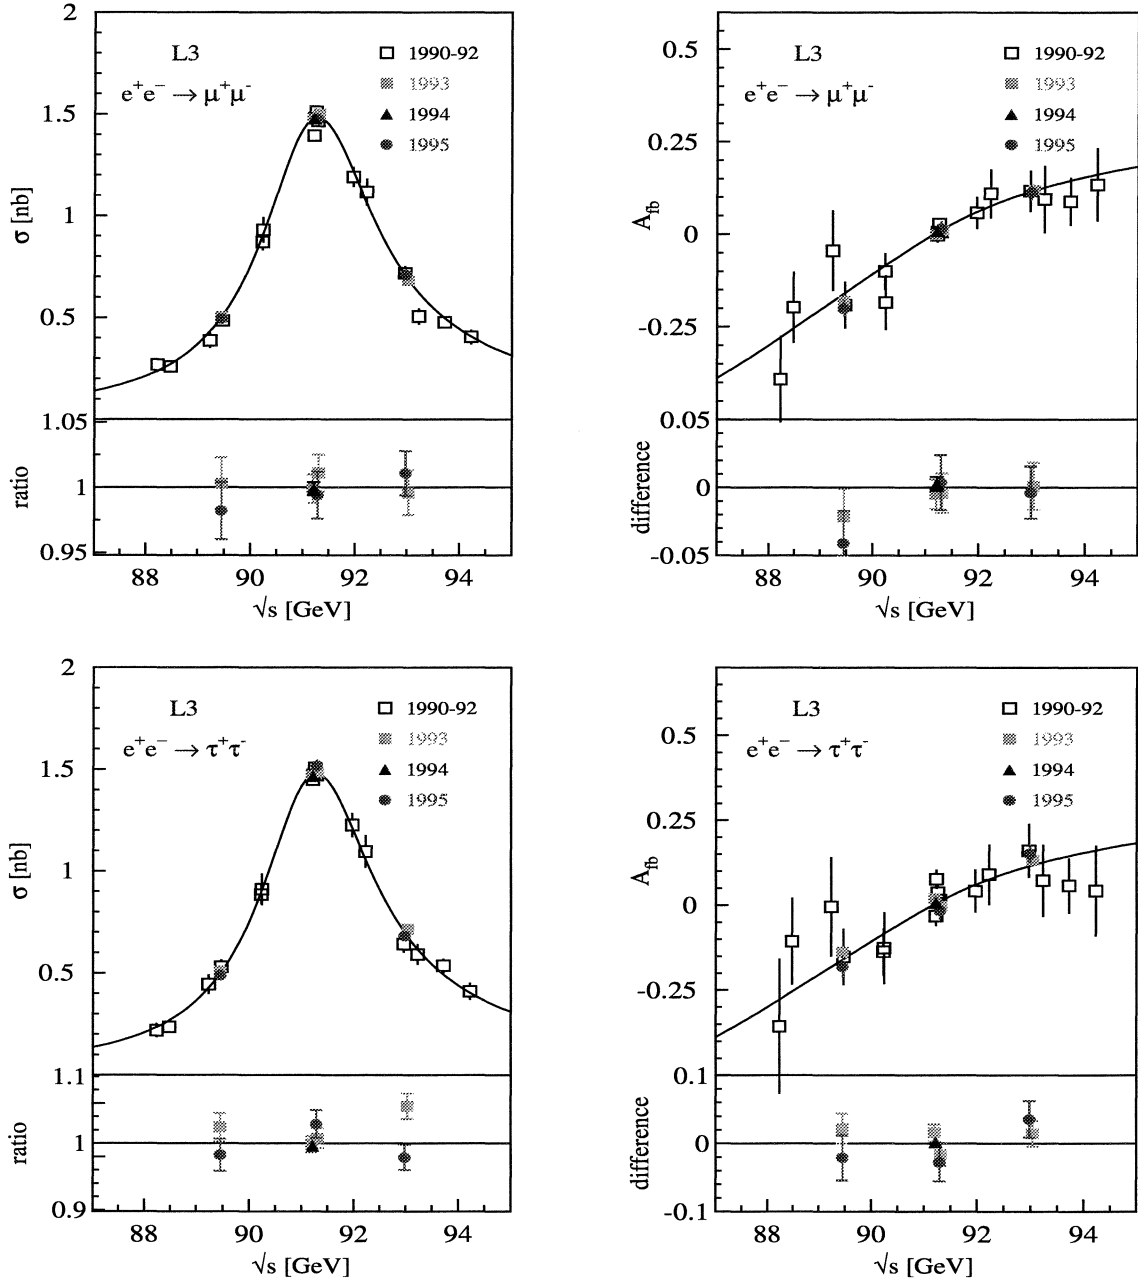 2
L3
e⁺e⁻ → μ⁺μ⁻
1990-92
1993
1994
1995
1.5
1
0.5
σ [nb]
1.05
1
0.95
ratio
88 90 92 94
√s [GeV]
0.5
L3
e⁺e⁻ → μ⁺μ⁻
1990-92
1993
1994
1995
0.25
0
-0.25
A_fb
0.05
0
-0.05
difference
88 90 92 94
√s [GeV]
2
L3
e⁺e⁻ → τ⁺τ⁻
1990-92
1993
1994
1995
1.5
1
0.5
σ [nb]
1.1
1
0.9
ratio
88 90 92 94
√s [GeV]
0.5
L3
e⁺e⁻ → τ⁺τ⁻
1990-92
1993
1994
1995
0.25
0
-0.25
A_fb
0.1
0
-0.1
difference
88 90 92 94
√s [GeV]